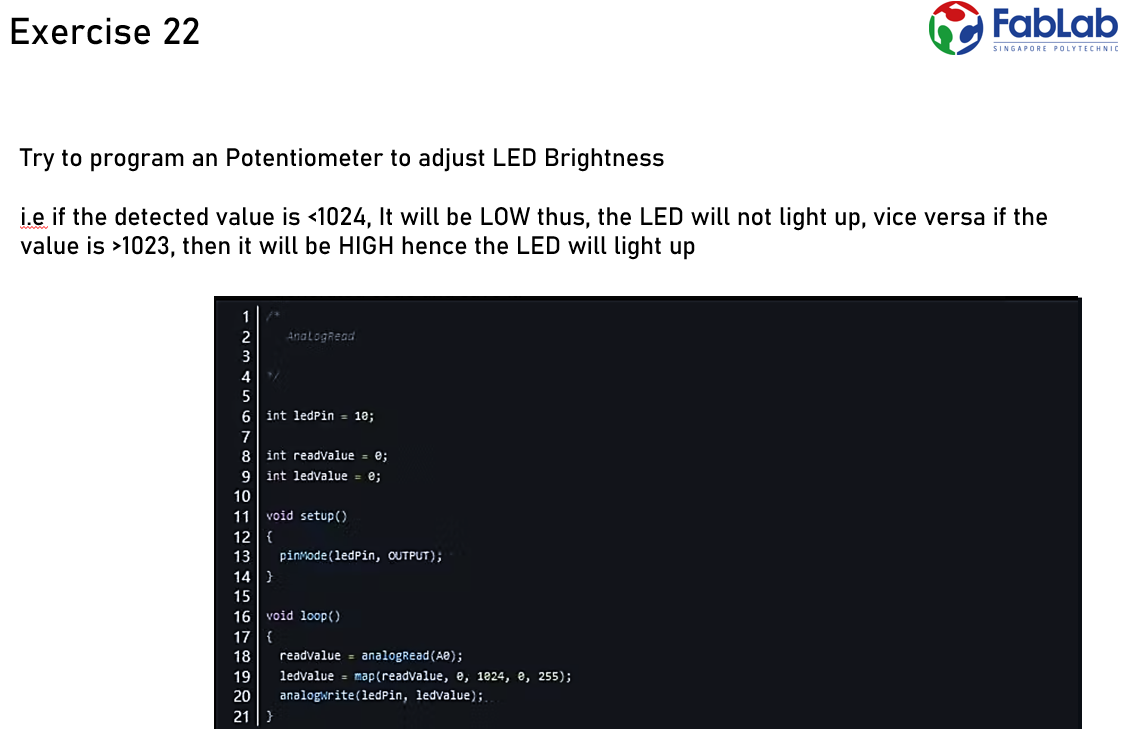 Exercise 22
FabLab
SINGAPORE POLYTECHNIC
Try to program an Potentiometer to adjust LED Brightness
i.e if the detected value is <1024, It will be LOW thus, the LED will not light up, vice versa if the
value is >1023, then it will be HIGH hence the LED will light up
1 /*
2 AnalogRead
3
4 */
5
6 int ledPin = 10;
7
8 int readValue = 0;
9 int ledValue = 0;
10
11 void setup()
12 {
13 pinMode(ledPin, OUTPUT);
14 }
15
16 void loop()
17 {
18 readValue = analogRead(A0);
19 ledValue = map(readValue, 0, 1024, 0, 255);
20 analogWrite(ledPin, ledValue);
21 }